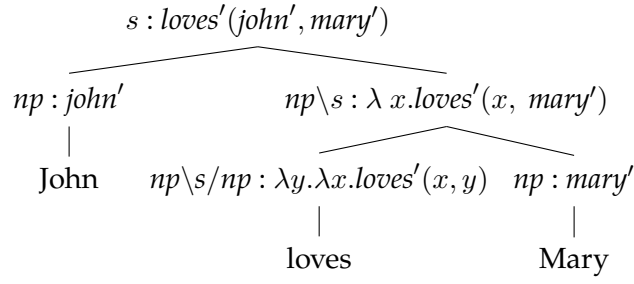 s : loves′(john′, mary′)
np : john′ np\s : λ x.loves′(x, mary′)
John np\s/np : λy.λx.loves′(x, y) np : mary′
loves Mary